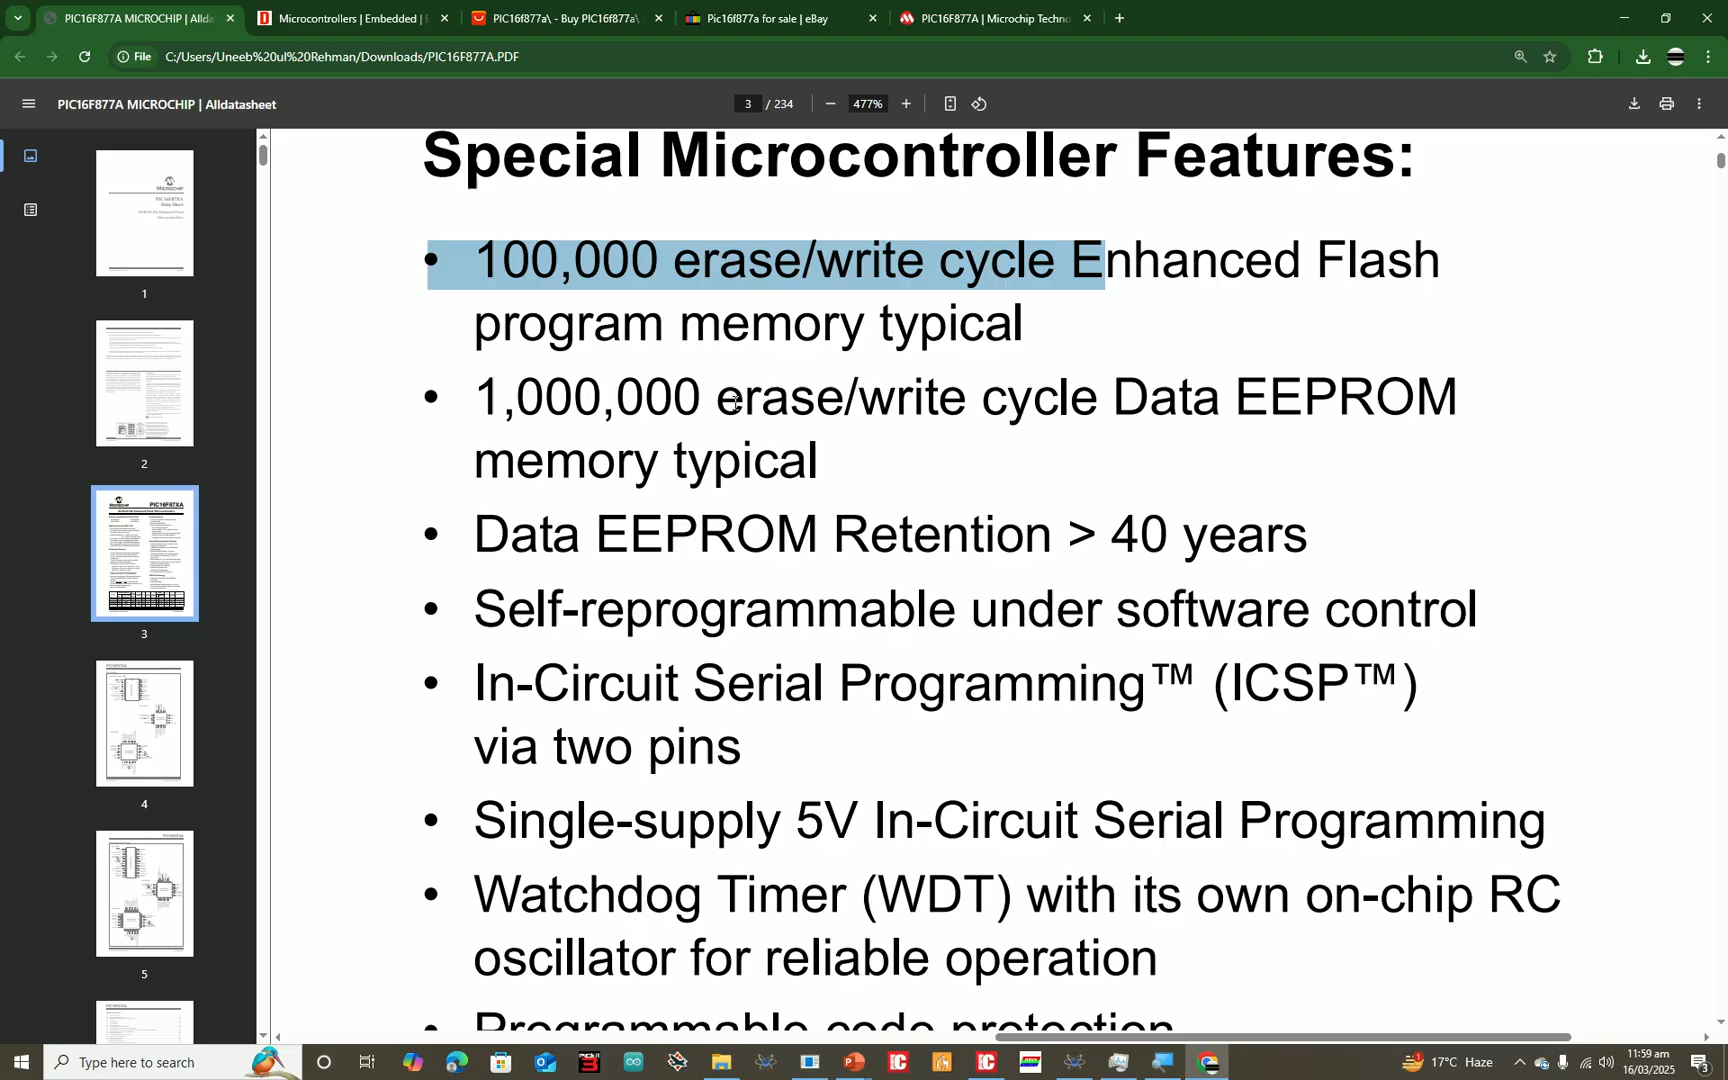 PIC16F877A MICROCHIP | Allda
Microcontrollers | Embedded |
PIC16f877a\ - Buy PIC16f877a\
Pic16f877a for sale | eBay
PIC16F877A | Microchip Techno
File
C:/Users/Uneeb%20ul%20Rehman/Downloads/PIC16F877A.PDF
PIC16F877A MICROCHIP | Alldatasheet
3 / 234
477%
Special Microcontroller Features:
• 100,000 erase/write cycle Enhanced Flash
program memory typical
• 1,000,000 erase/write cycle Data EEPROM
memory typical
• Data EEPROM Retention > 40 years
• Self-reprogrammable under software control
• In-Circuit Serial Programming™ (ICSP™)
via two pins
• Single-supply 5V In-Circuit Serial Programming
• Watchdog Timer (WDT) with its own on-chip RC
oscillator for reliable operation
• Programmable code protection
1
2
3
4
5
Type here to search
17°C Haze
11:59 am
16/03/2025
3